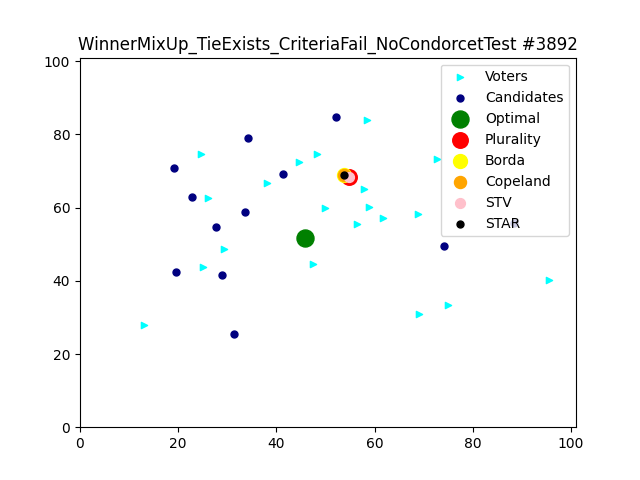 WinnerMixUp_TieExists_CriteriaFail_NoCondorcetTest #3892
100
80
60
40
20
0
0
20
40
60
80
100
Voters
Candidates
Optimal
Plurality
Borda
Copeland
STV
STAR